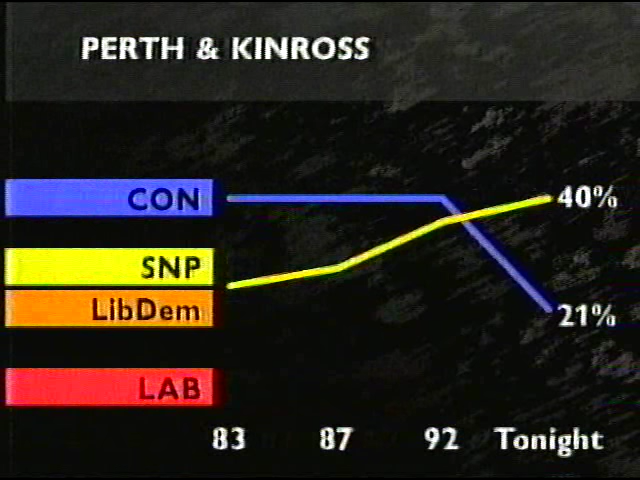 PERTH & KINROSS
CON
40%
SNP
LibDem
21%
LAB
83 87 92 Tonight